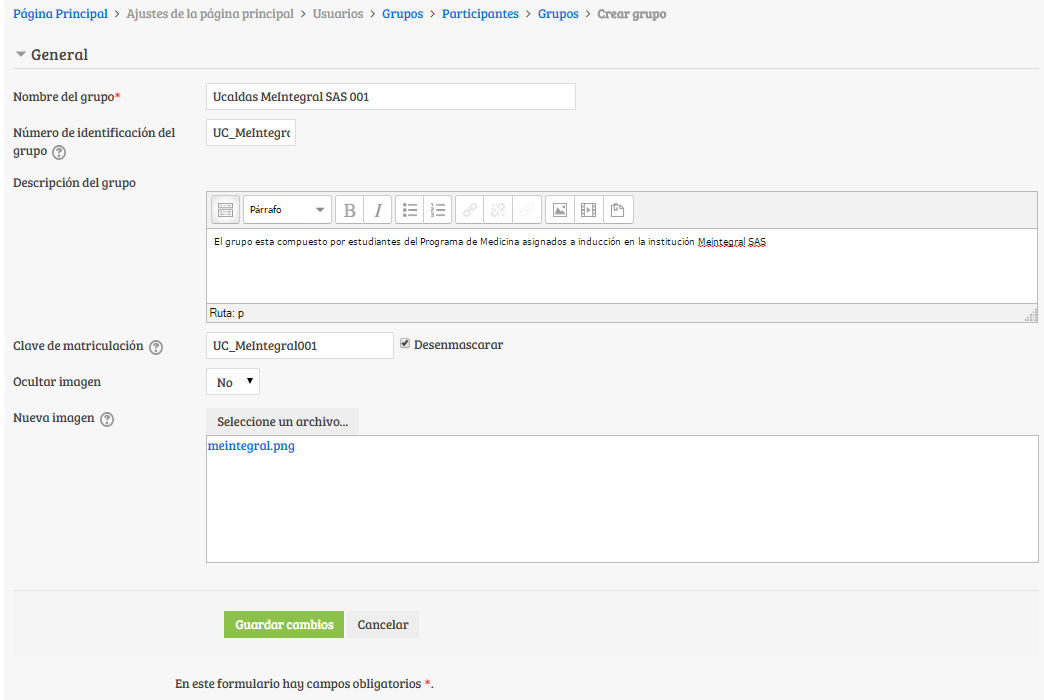 Página Principal > Ajustes de la página principal > Usuarios > Grupos > Participantes > Grupos > Crear grupo
General
Nombre del grupo* Ucaldas MeIntegral SAS 001
Número de identificación del
grupo UC_MeIntegra
Descripción del grupo
Párrafo B I
El grupo esta compuesto por estudiantes del Programa de Medicina asignados a inducción en la institución Meintegral SAS
Ruta: p
Clave de matriculación UC_MeIntegral001 Desenmascarar
Ocultar imagen No
Nueva imagen Seleccione un archivo...
meintegral.png
Guardar cambios Cancelar
En este formulario hay campos obligatorios *.